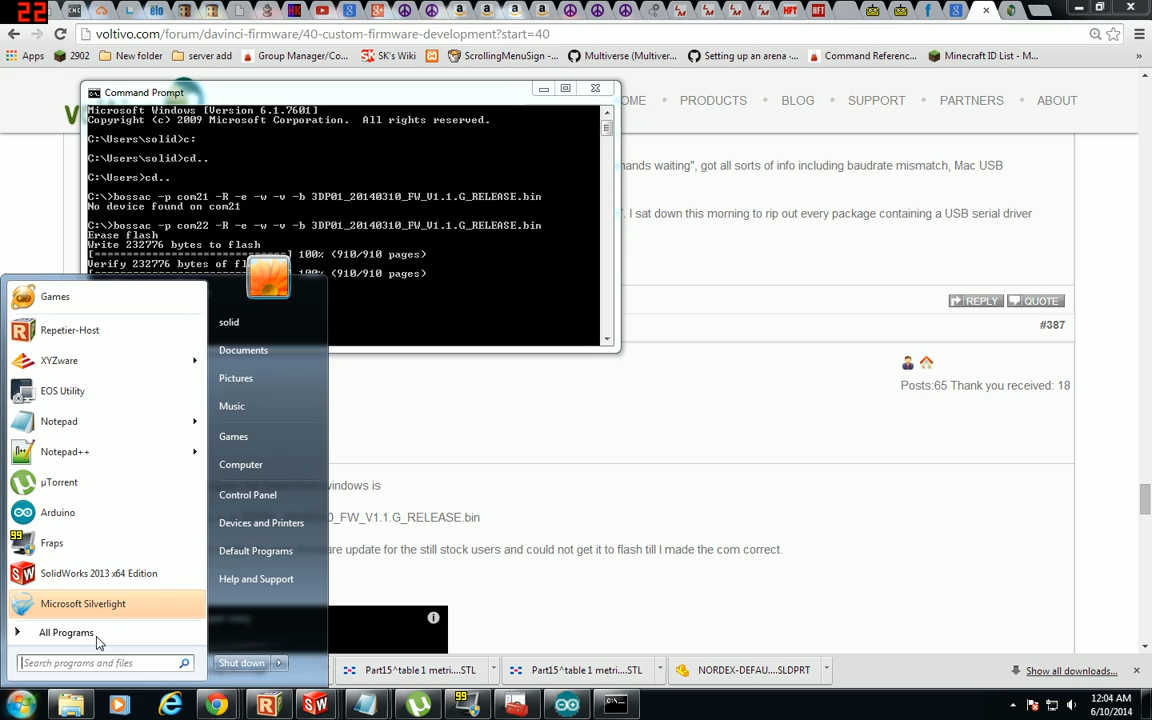 22
voltivo.com/forum/davinci-firmware/40-custom-firmware-development?start=40
Apps
2902
New folder
server add
Group Manager/Co...
SK's Wiki
ScrollingMenuSign -...
Multiverse (Multiver...
Setting up an arena-...
Command Referenc...
Minecraft ID List - M...
OME
PRODUCTS
BLOG
SUPPORT
PARTNERS
ABOUT
Command Prompt
Microsoft Windows [Version 6.1.7601]
Copyright (c) 2009 Microsoft Corporation. All rights reserved.
C:\Users\solid>c:
C:\Users\solid>cd..
C:\Users>cd..
C:\>bossac -p com21 -R -e -w -v -b 3DP01_20140310_FW_V1.1.G_RELEASE.bin
No device found on com21
C:\>bossac -p com22 -R -e -w -v -b 3DP01_20140310_FW_V1.1.G_RELEASE.bin
Erase flash
Write 232776 bytes to flash
[==============================] 100% (910/910 pages)
Verify 232776 bytes of fl
100% (910/910 pages)
ands waiting", got all sorts of info including baudrate mismatch, Mac USB
". I sat down this morning to rip out every package containing a USB serial driver
REPLY
QUOTE
#387
Posts:65 Thank you received: 18
indows is
_FW_V1.1.G_RELEASE.bin
update for the still stock users and could not get it to flash till I made the com correct.
Games
Repetier-Host
XYZware
EOS Utility
Notepad
Notepad++
µTorrent
Arduino
Fraps
SolidWorks 2013 x64 Edition
Microsoft Silverlight
All Programs
Search programs and files
solid
Documents
Pictures
Music
Games
Computer
Control Panel
Devices and Printers
Default Programs
Help and Support
Shut down
Part15^table 1 metri....STL
Part15^table 1 metri....STL
NORDEX-DEFAU....SLDPRT
Show all downloads...
12:04 AM
6/10/2014